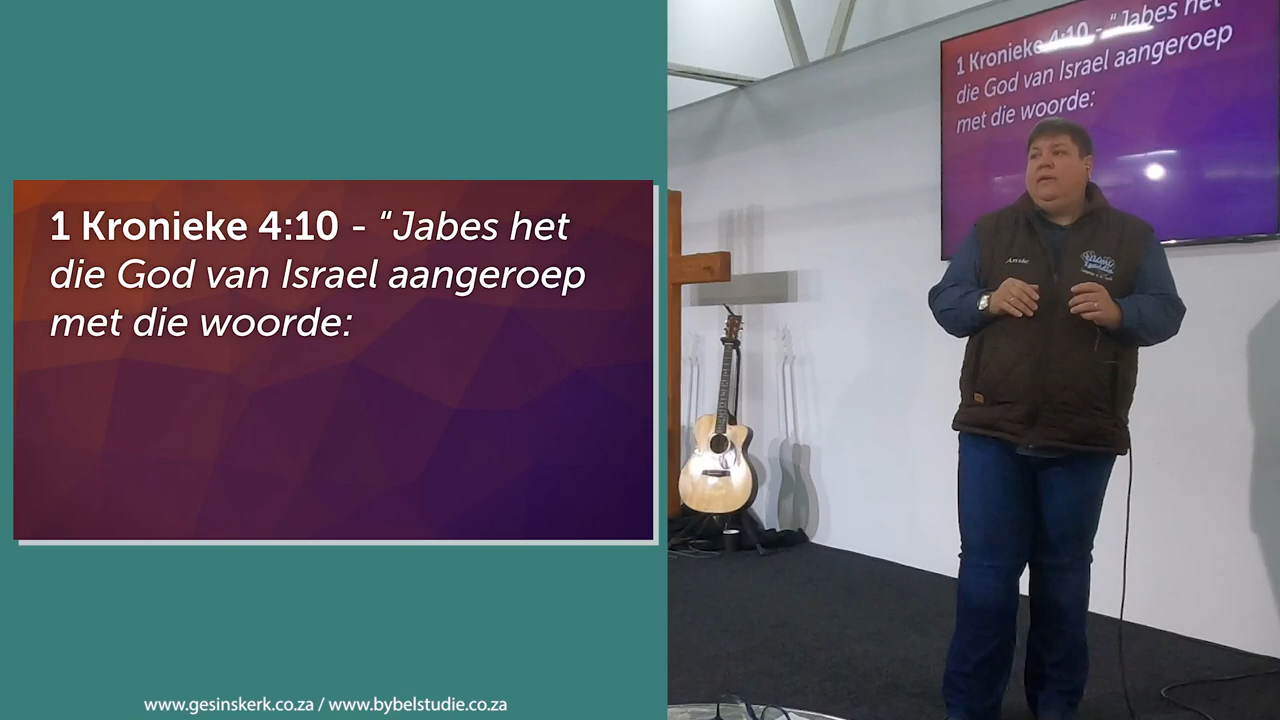 1 Kronieke 4:10 - “Jabes het
die God van Israel aangeroep
met die woorde:
www.gesinskerk.co.za / www.bybelstudie.co.za
1 Kronieke 4:10 - “Jabes het
die God van Israel aangeroep
met die woorde:
Ansie